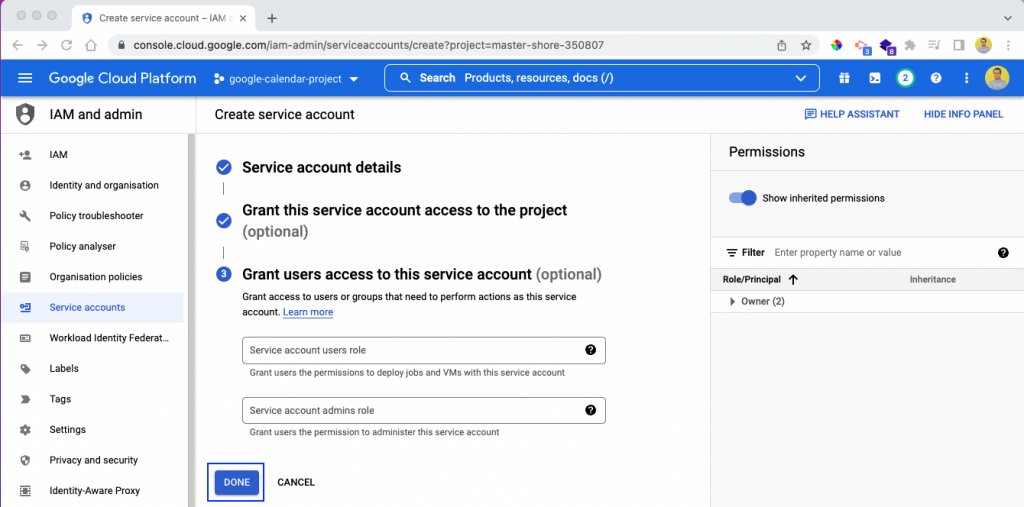 Create service account – IAM a
console.cloud.google.com/iam-admin/serviceaccounts/create?project=master-shore-350807
3
8
Google Cloud Platform
google-calendar-project
Search Products, resources, docs (/)
2
IAM and admin
Create service account
HELP ASSISTANT
HIDE INFO PANEL
IAM
Identity and organisation
Policy troubleshooter
Policy analyser
Organisation policies
Service accounts
Workload Identity Federat...
Labels
Tags
Settings
Privacy and security
Identity-Aware Proxy
Service account details
Grant this service account access to the project
(optional)
3
Grant users access to this service account (optional)
Grant access to users or groups that need to perform actions as this service
account. Learn more
Service account users role
Grant users the permissions to deploy jobs and VMs with this service account
Service account admins role
Grant users the permission to administer this service account
DONE
CANCEL
Permissions
Show inherited permissions
Filter Enter property name or value
Role/Principal
Inheritance
Owner (2)